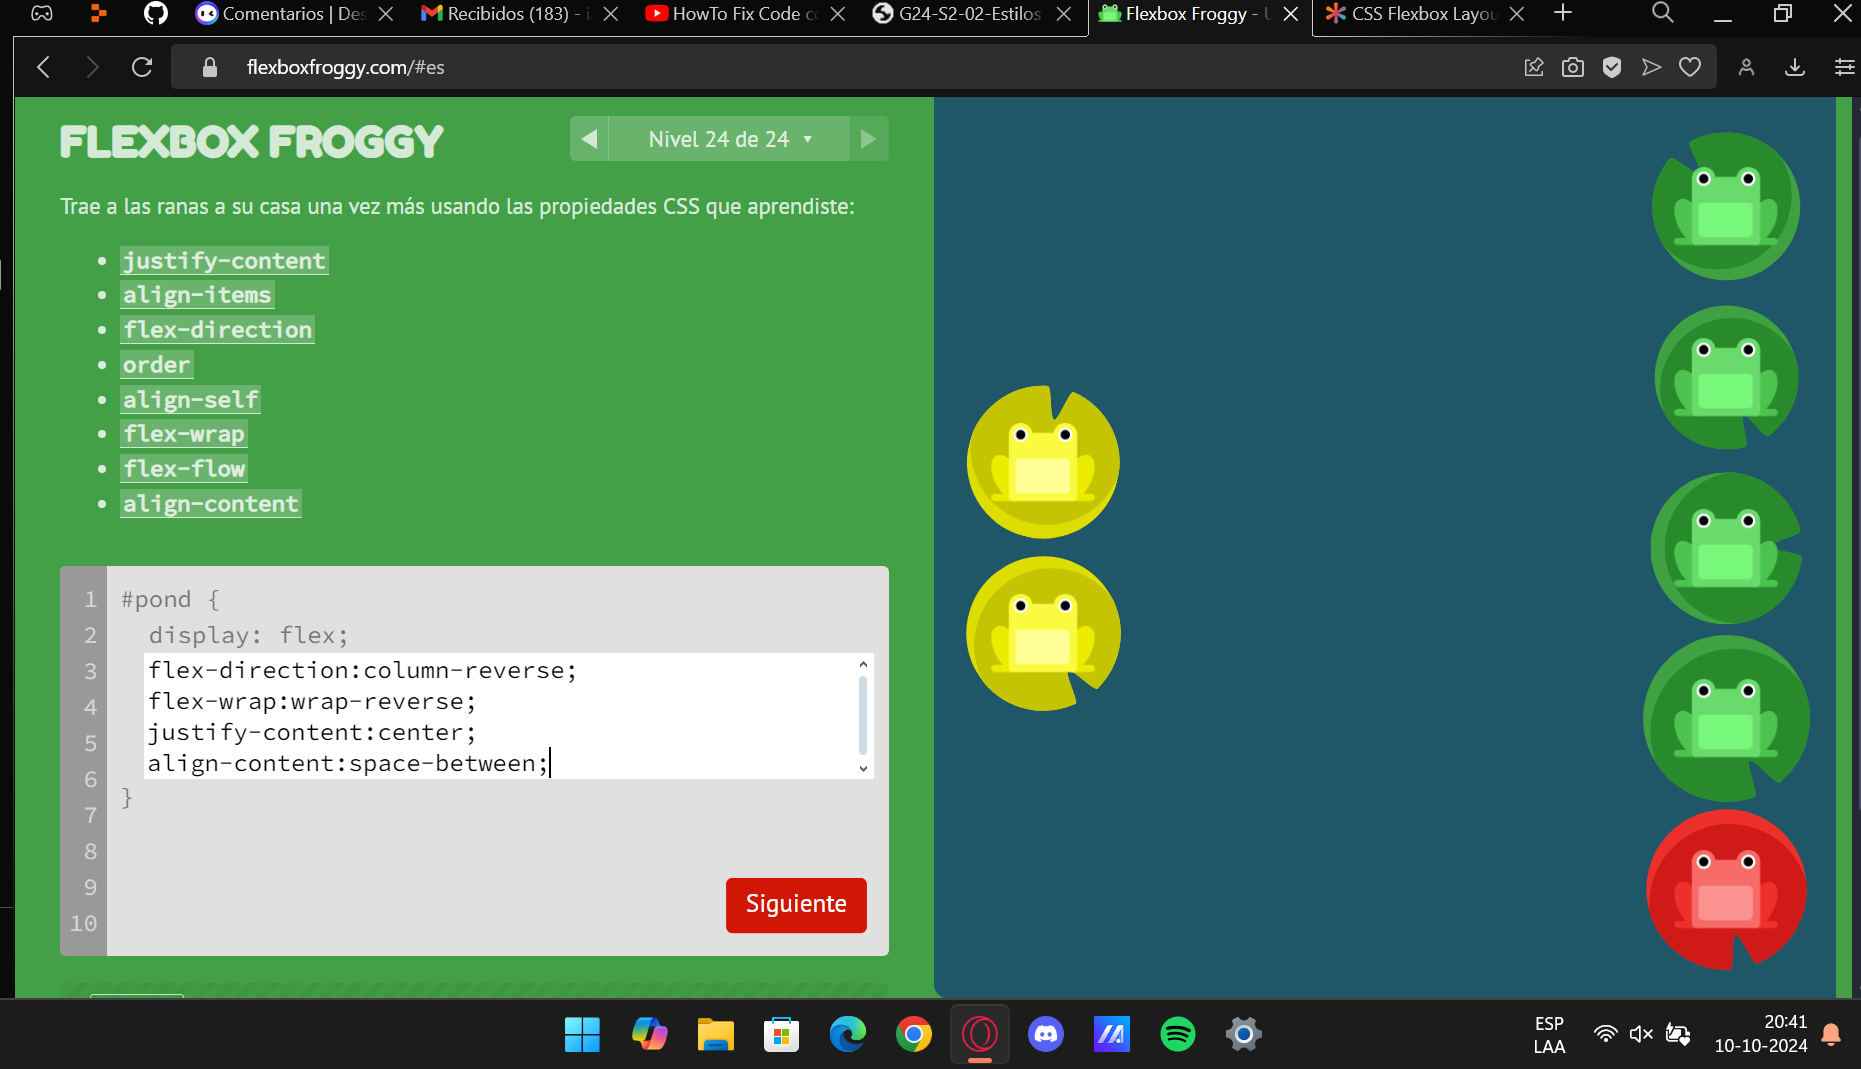 Comentarios | Des
Recibidos (183) - i
HowTo Fix Code co
G24-S2-02-Estilos
Flexbox Froggy - U
CSS Flexbox Layou
flexboxfroggy.com/#es
FLEXBOX FROGGY
Nivel 24 de 24
Trae a las ranas a su casa una vez más usando las propiedades CSS que aprendiste:
justify-content
align-items
flex-direction
order
align-self
flex-wrap
flex-flow
align-content
1 #pond {
2 display: flex;
3 flex-direction:column-reverse;
4 flex-wrap:wrap-reverse;
5 justify-content:center;
6 align-content:space-between;
}
7
8
9
10
Siguiente
ESP
LAA
20:41
10-10-2024